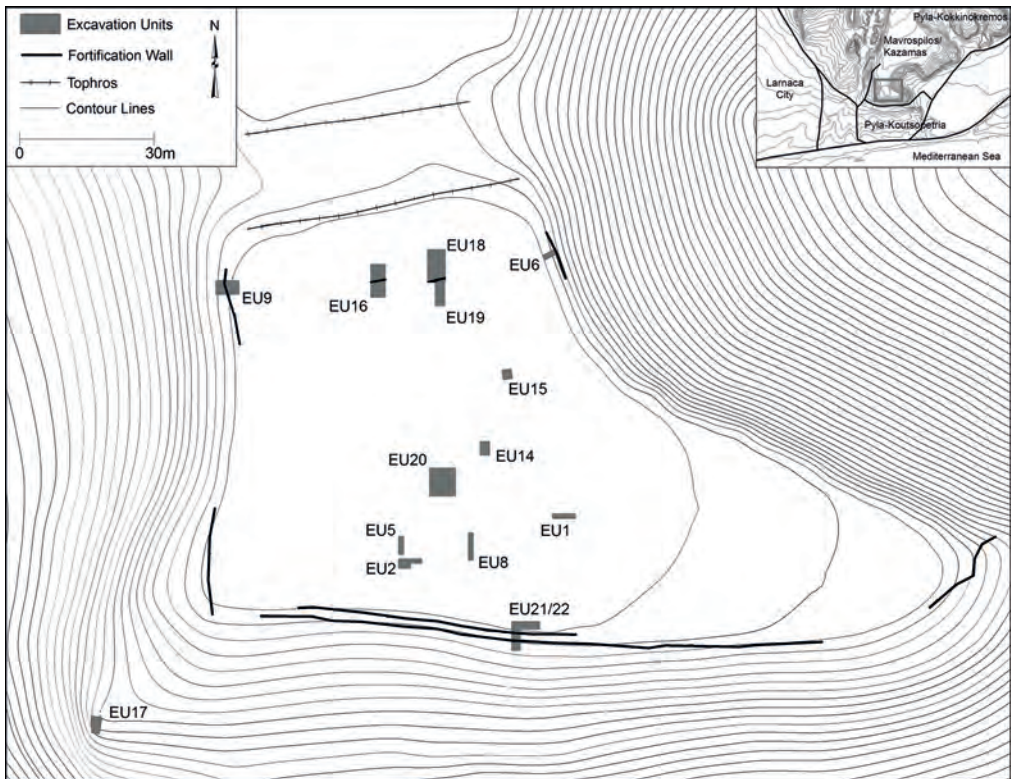 Excavation Units
N
Fortification Wall
Tophros
Contour Lines
0 30m
Pyla-Kokkinokremos
Mavrospilos/
Kazamas
Larnaca
City
Pyla-Koutsopetria
Mediterranean Sea
EU18
EU6
EU9
EU16
EU19
EU15
EU14
EU20
EU5
EU1
EU2
EU8
EU21/22
EU17